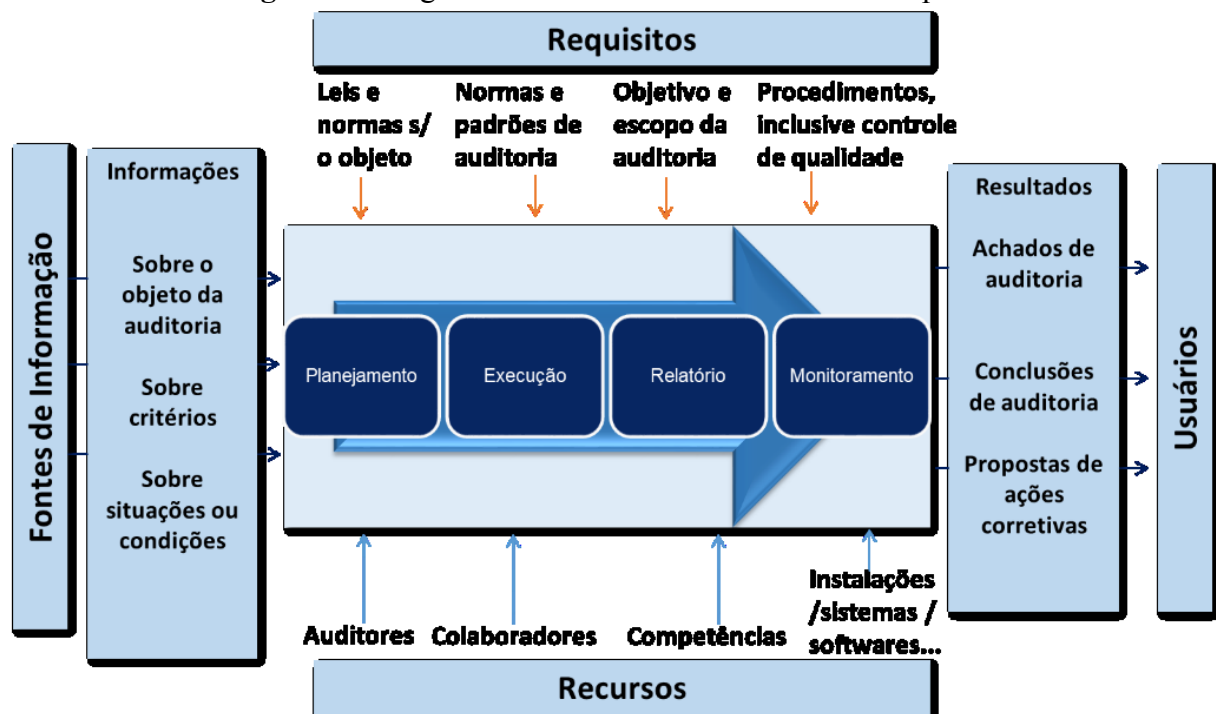 Requisitos
Leis e
normas s/
o objeto
Normas e
padrões de
auditoria
Objetivo e
escopo da
auditoria
Procedimentos,
inclusive controle
de qualidade
Fontes de Informação
Informações
Sobre o
objeto da
auditoria
Sobre
critérios
Sobre
situações ou
condições
Planejamento
Execução
Relatório
Monitoramento
Resultados
Achados de
auditoria
Conclusões
de auditoria
Propostas de
ações
corretivas
Usuários
Auditores
Colaboradores
Competências
Instalações
/sistemas /
softwares...
Recursos